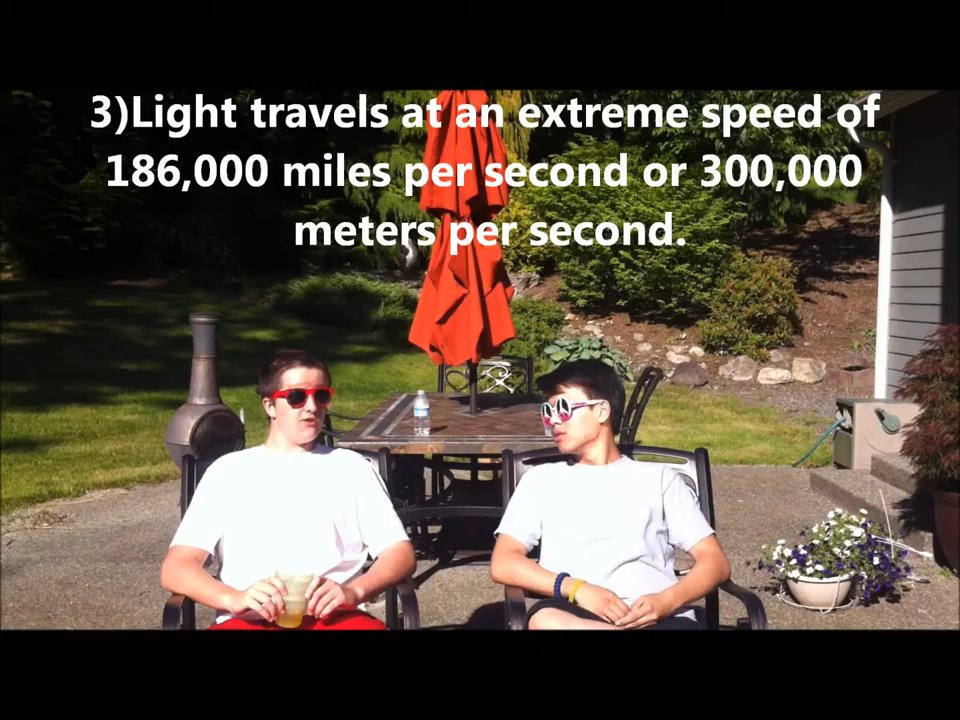 3)Light travels at an extreme speed of
186,000 miles per second or 300,000
meters per second.